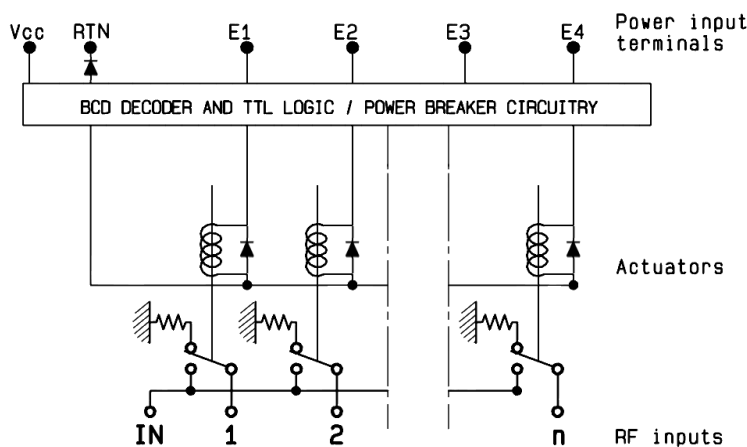 Vcc RTN E1 E2 E3 E4 Power input
terminals
BCD DECODER AND TTL LOGIC / POWER BREAKER CIRCUITRY
Actuators
IN 1 2 n RF inputs